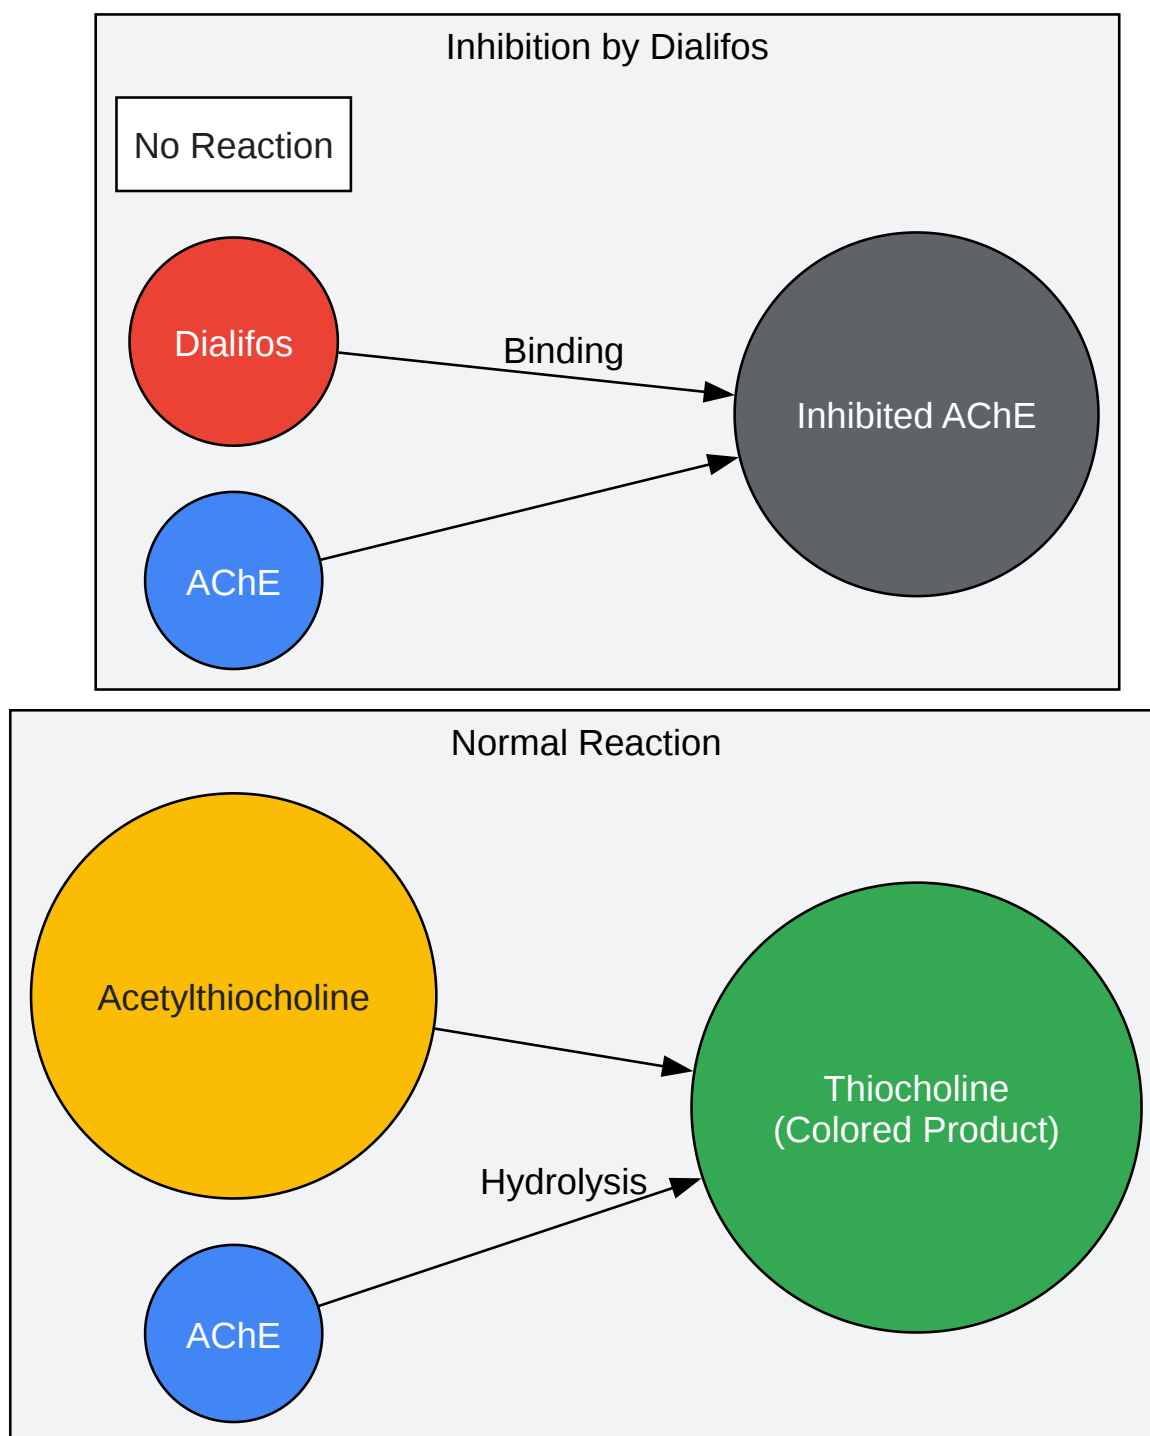 Inhibition by Dialifos
No Reaction
Dialifos
Binding
Inhibited AChE
AChE
Normal Reaction
Acetylthiocholine
Thiocholine
(Colored Product)
Hydrolysis
AChE